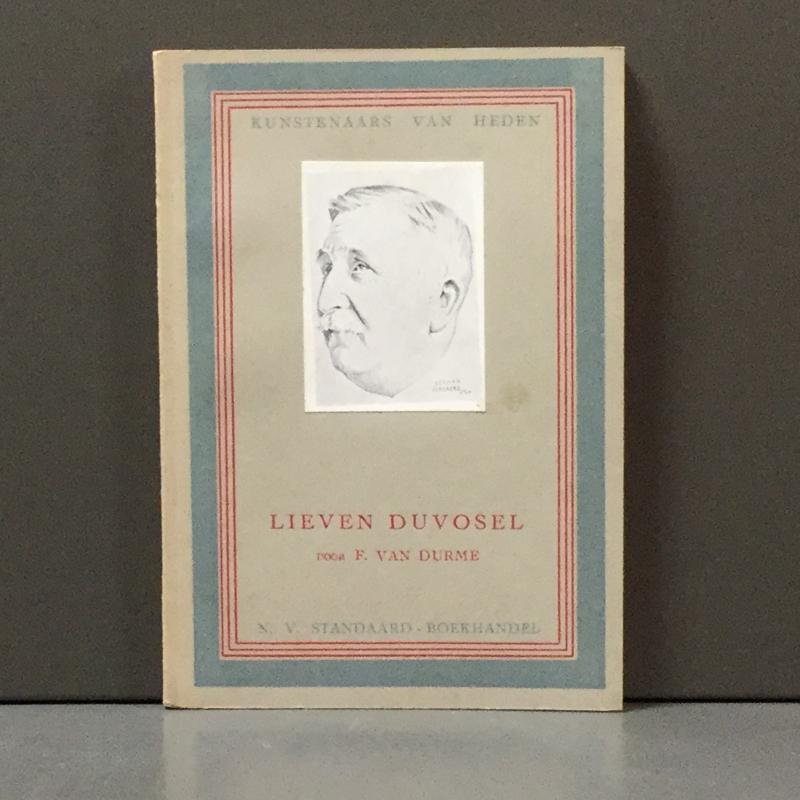 KUNSTENAARS VAN HEDEN
LIEVEN DUVOSEL
DOOR F. VAN DURME
N. V. STANDAARD - BOEKHANDEL